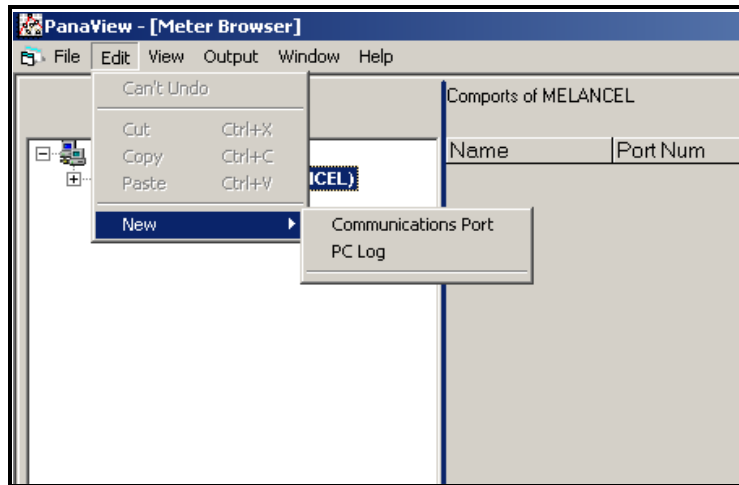 PanaView - [Meter Browser]
File Edit View Output Window Help
Can't Undo
Cut Ctrl+X
Copy Ctrl+C
Paste Ctrl+V
New
Communications Port
PC Log
ICEL)
Comports of MELANCEL
Name Port Num